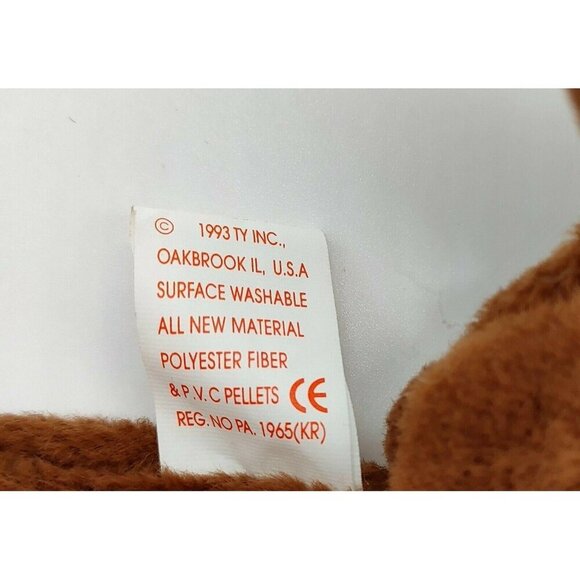 © 1993 TY INC.,
OAKBROOK IL, U.S.A
SURFACE WASHABLE
ALL NEW MATERIAL
POLYESTER FIBER
& P.V.C PELLETS CE
REG. NO PA. 1965(KR)